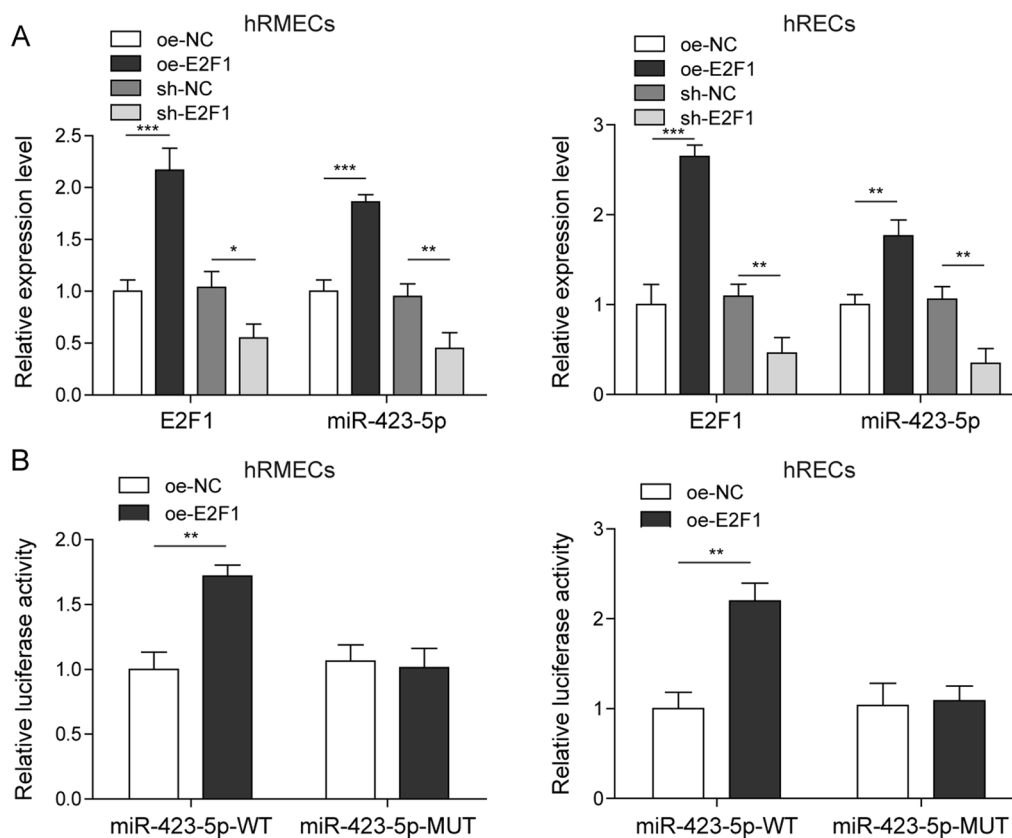 A
hRMECs
oe-NC
oe-E2F1
sh-NC
sh-E2F1
Relative expression level
2.5
2.0
1.5
1.0
0.5
0.0
***
*
***
**
E2F1
miR-423-5p
hRECs
oe-NC
oe-E2F1
sh-NC
sh-E2F1
Relative expression level
3
2
1
0
***
**
**
**
E2F1
miR-423-5p
B
hRMECs
oe-NC
oe-E2F1
Relative luciferase activity
2.0
1.5
1.0
0.5
0.0
**
miR-423-5p-WT
miR-423-5p-MUT
hRECs
oe-NC
oe-E2F1
Relative luciferase activity
3
2
1
0
**
miR-423-5p-WT
miR-423-5p-MUT